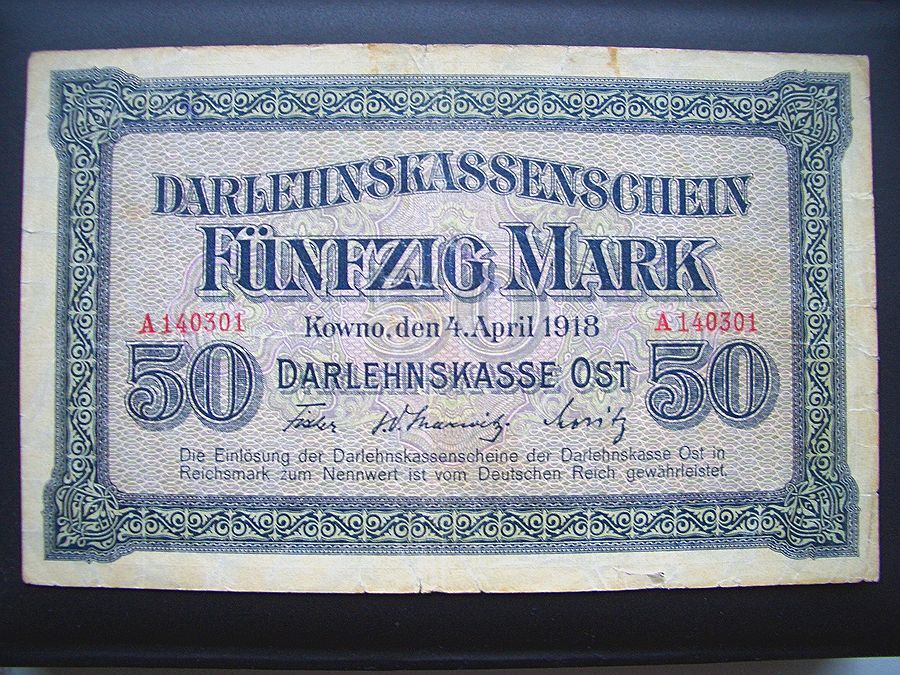 DARLEHNSKASSENSCHEIN
FÜNFZIG MARK
A 140301 Kowno, den 4. April 1918 A 140301
50 DARLEHNSKASSE OST 50
Die Einlösung der Darlehnskassenscheine der Darlehnskasse Ost in
Reichsmark zum Nennwert ist vom Deutschen Reich gewährleistet.